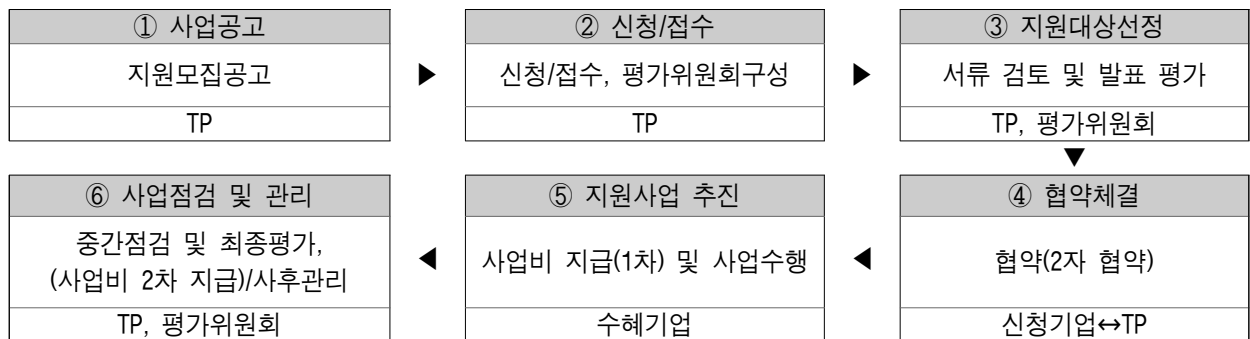 ① 사업공고
지원모집공고
TP
▶
② 신청/접수
신청/접수, 평가위원회구성
TP
▶
③ 지원대상선정
서류 검토 및 발표 평가
TP, 평가위원회
▼
④ 협약체결
협약(2자 협약)
신청기업↔TP
◀
⑤ 지원사업 추진
사업비 지급(1차) 및 사업수행
수혜기업
◀
⑥ 사업점검 및 관리
중간점검 및 최종평가,
(사업비 2차 지급)/사후관리
TP, 평가위원회